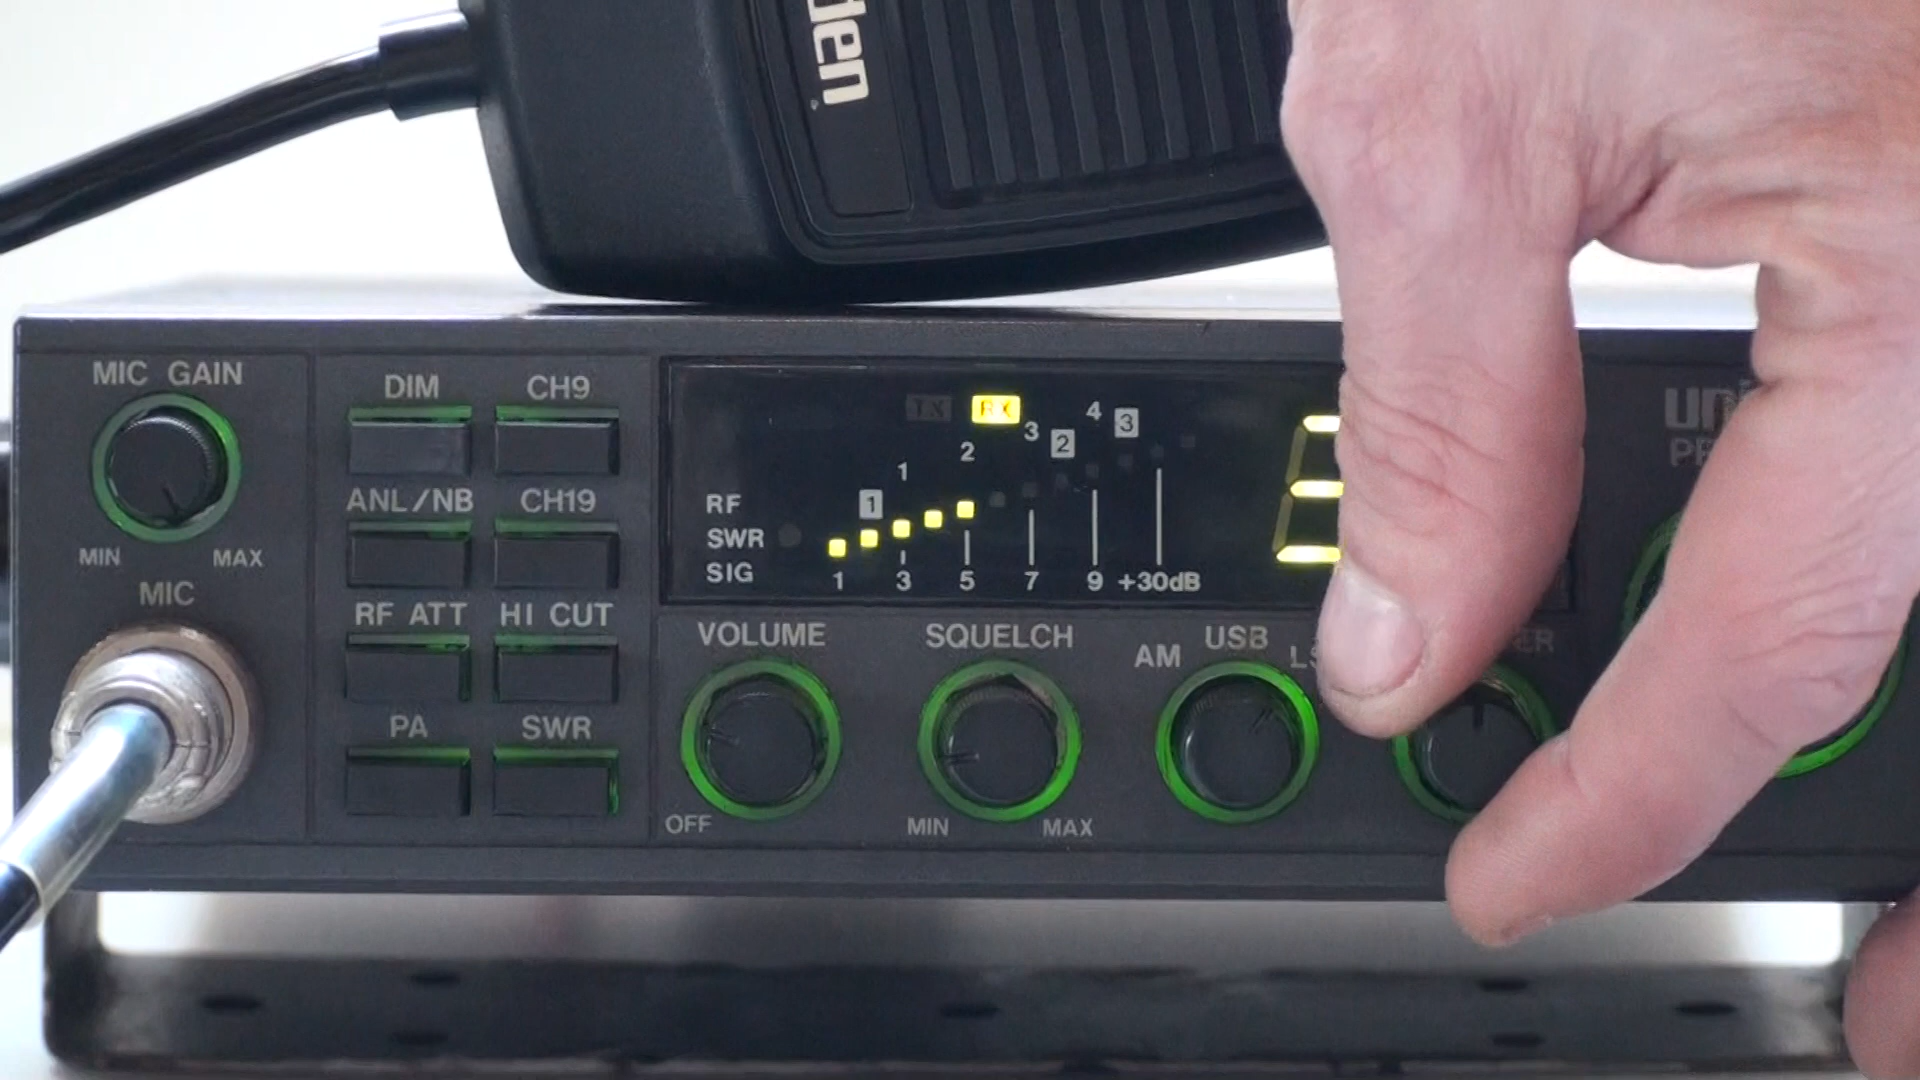 den
MIC GAIN
MIN MAX
MIC
DIM CH9
ANL/NB CH19
RF ATT HI CUT
PA SWR
TX RX
1 2 3 4
1 2 3
RF
SWR
SIG
1 3 5 7 9 +30dB
VOLUME
OFF
SQUELCH
MIN MAX
AM USB